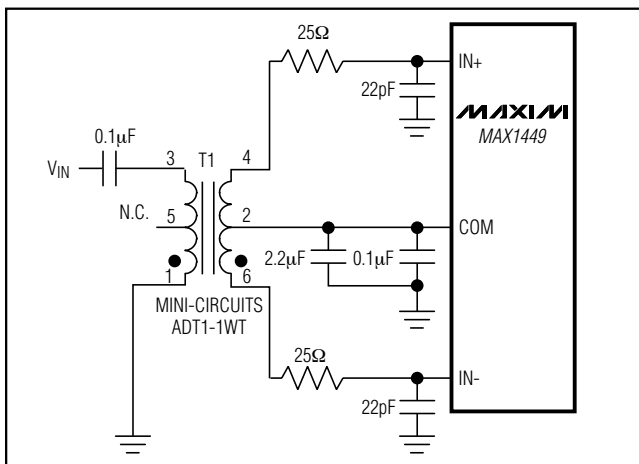 25Ω
IN+
22pF
MAXIM
MAX1449
0.1µF
3
T1
4
VIN
N.C.
5
2
COM
2.2µF
0.1µF
1
6
MINI-CIRCUITS
ADT1-1WT
25Ω
IN-
22pF